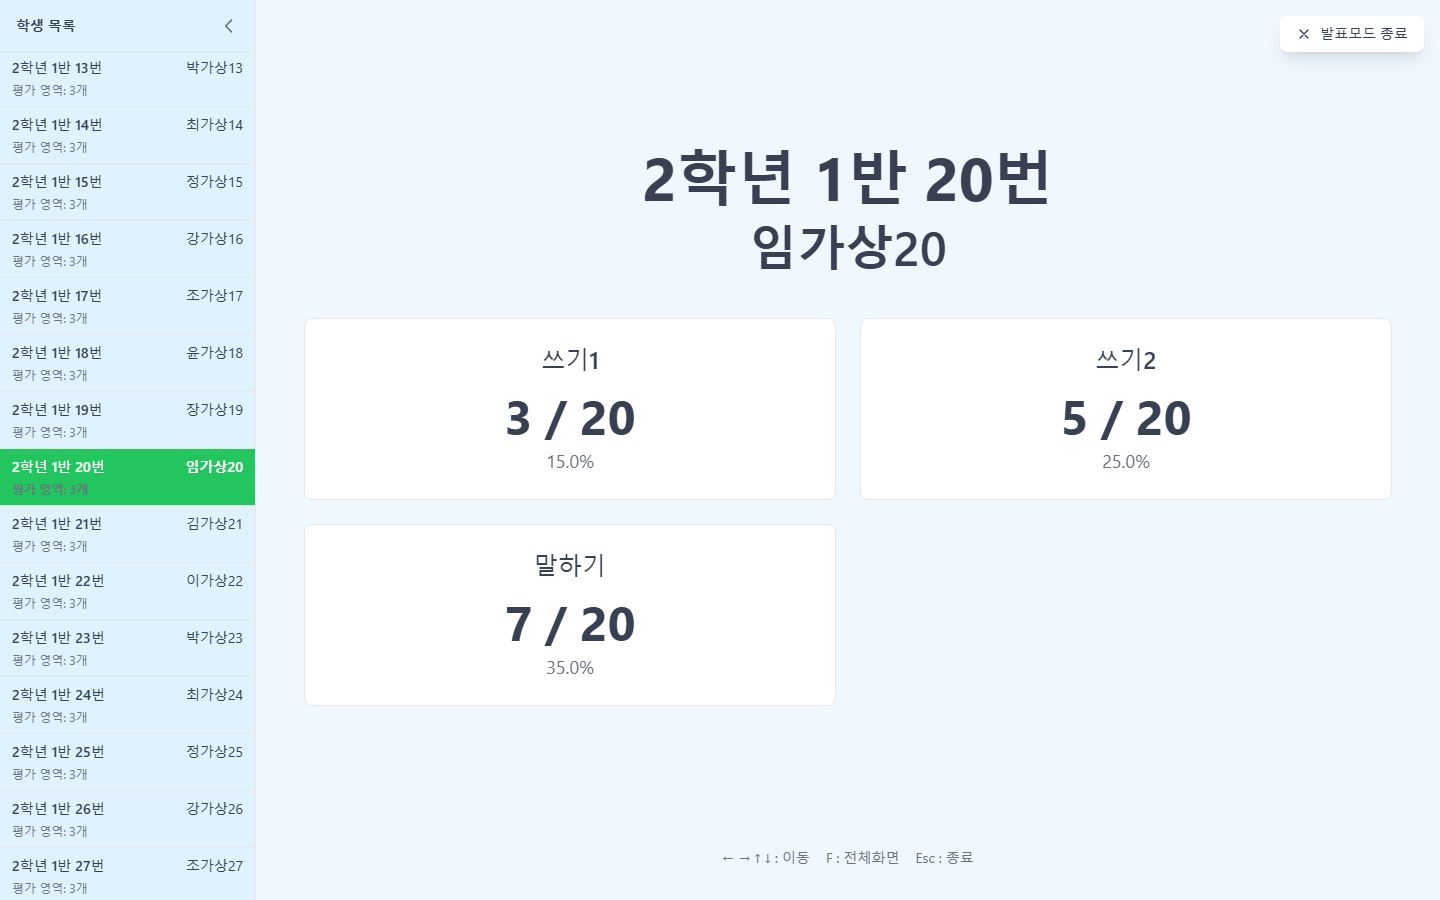 학생 목록
2학년 1반 13번 박가상13
평가 영역: 3개
2학년 1반 14번 최가상14
평가 영역: 3개
2학년 1반 15번 정가상15
평가 영역: 3개
2학년 1반 16번 강가상16
평가 영역: 3개
2학년 1반 17번 조가상17
평가 영역: 3개
2학년 1반 18번 윤가상18
평가 영역: 3개
2학년 1반 19번 장가상19
평가 영역: 3개
2학년 1반 20번 임가상20
평가 영역: 3개
2학년 1반 21번 김가상21
평가 영역: 3개
2학년 1반 22번 이가상22
평가 영역: 3개
2학년 1반 23번 박가상23
평가 영역: 3개
2학년 1반 24번 최가상24
평가 영역: 3개
2학년 1반 25번 정가상25
평가 영역: 3개
2학년 1반 26번 강가상26
평가 영역: 3개
2학년 1반 27번 조가상27
평가 영역: 3개
× 발표모드 종료
2학년 1반 20번
임가상20
쓰기1
3 / 20
15.0%
쓰기2
5 / 20
25.0%
말하기
7 / 20
35.0%
← → ↑ ↓ : 이동 F : 전체화면 Esc : 종료